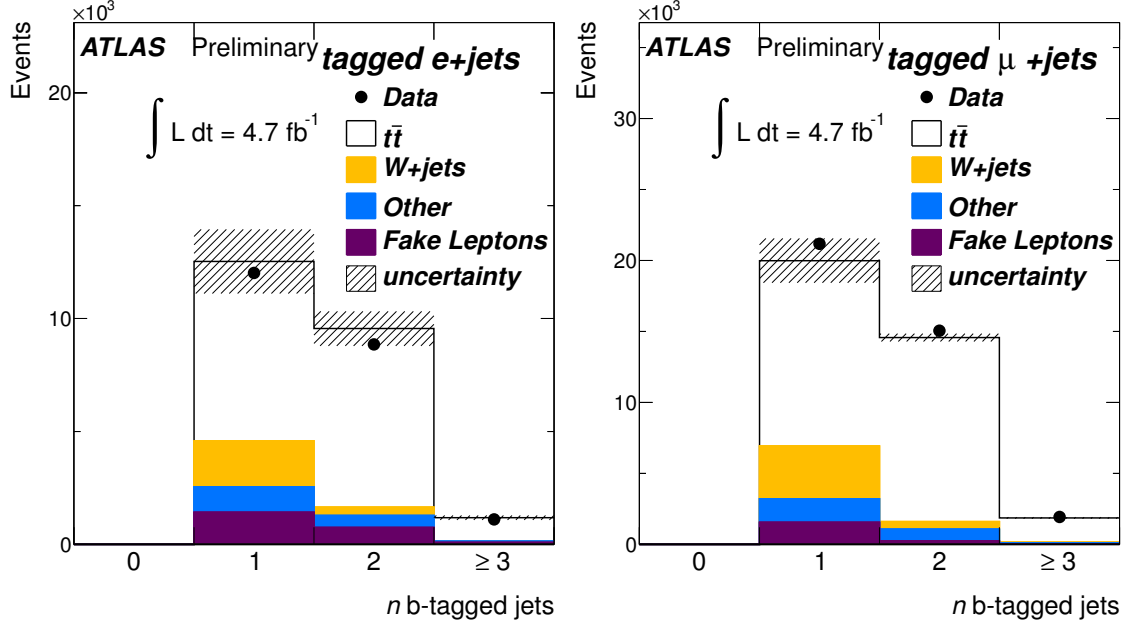 ×10³
Events
ATLAS Preliminary
tagged e+jets
∫ L dt = 4.7 fb⁻¹
Data
tt̄
W+jets
Other
Fake Leptons
uncertainty
20
10
0
0 1 2 ≥ 3
n b-tagged jets
×10³
Events
ATLAS Preliminary
tagged μ +jets
∫ L dt = 4.7 fb⁻¹
Data
tt̄
W+jets
Other
Fake Leptons
uncertainty
30
20
10
0
0 1 2 ≥ 3
n b-tagged jets